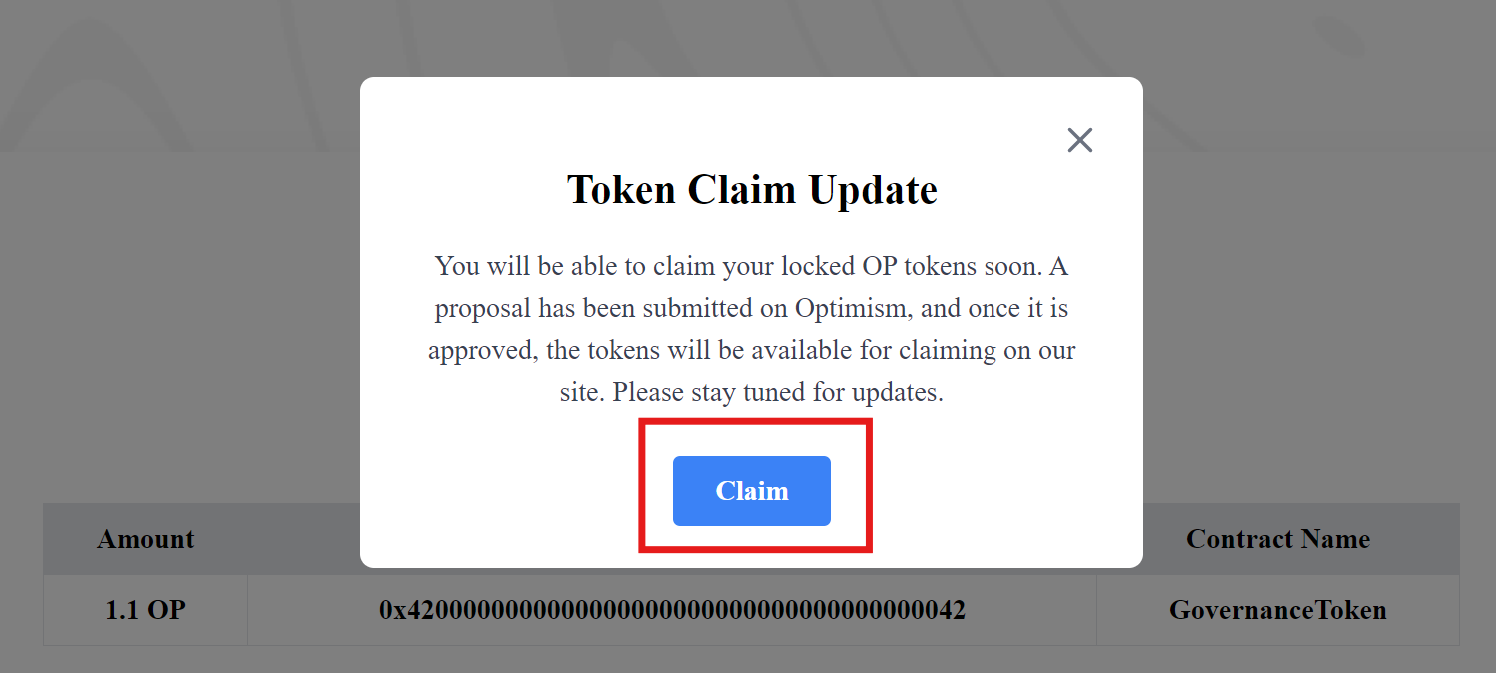 Token Claim Update
You will be able to claim your locked OP tokens soon. A
proposal has been submitted on Optimism, and once it is
approved, the tokens will be available for claiming on our
site. Please stay tuned for updates.
Claim
Amount
Contract Name
1.1 OP
0x4200000000000000000000000000000000000042
GovernanceToken